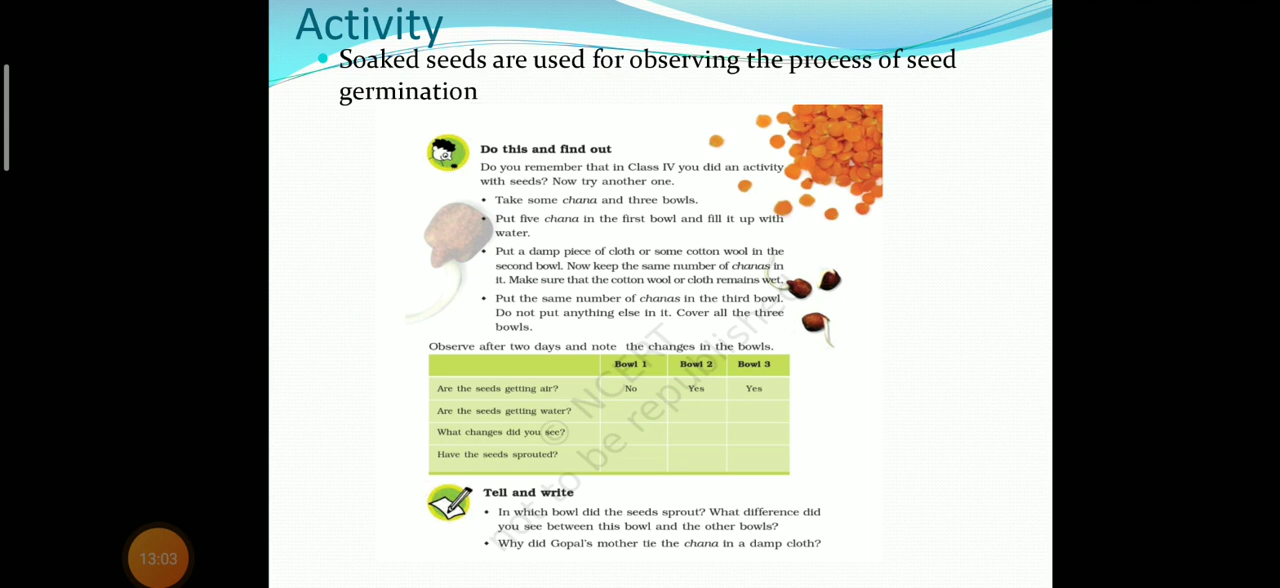 Activity
• Soaked seeds are used for observing the process of seed
germination
Do this and find out
Do you remember that in Class IV you did an activity
with seeds? Now try another one.
• Take some chana and three bowls.
• Put five chana in the first bowl and fill it up with
water.
• Put a damp piece of cloth or some cotton wool in the
second bowl. Now keep the same number of chanas in
it. Make sure that the cotton wool or cloth remains wet.
• Put the same number of chanas in the third bowl.
Do not put anything else in it. Cover all the three
bowls.
Observe after two days and note the changes in the bowls.
Bowl 1 Bowl 2 Bowl 3
Are the seeds getting air? No Yes Yes
Are the seeds getting water?
What changes did you see?
Have the seeds sprouted?
© NCERT
not to be republished
Tell and write
• In which bowl did the seeds sprout? What difference did
you see between this bowl and the other bowls?
• Why did Gopal's mother tie the chana in a damp cloth?
13:03